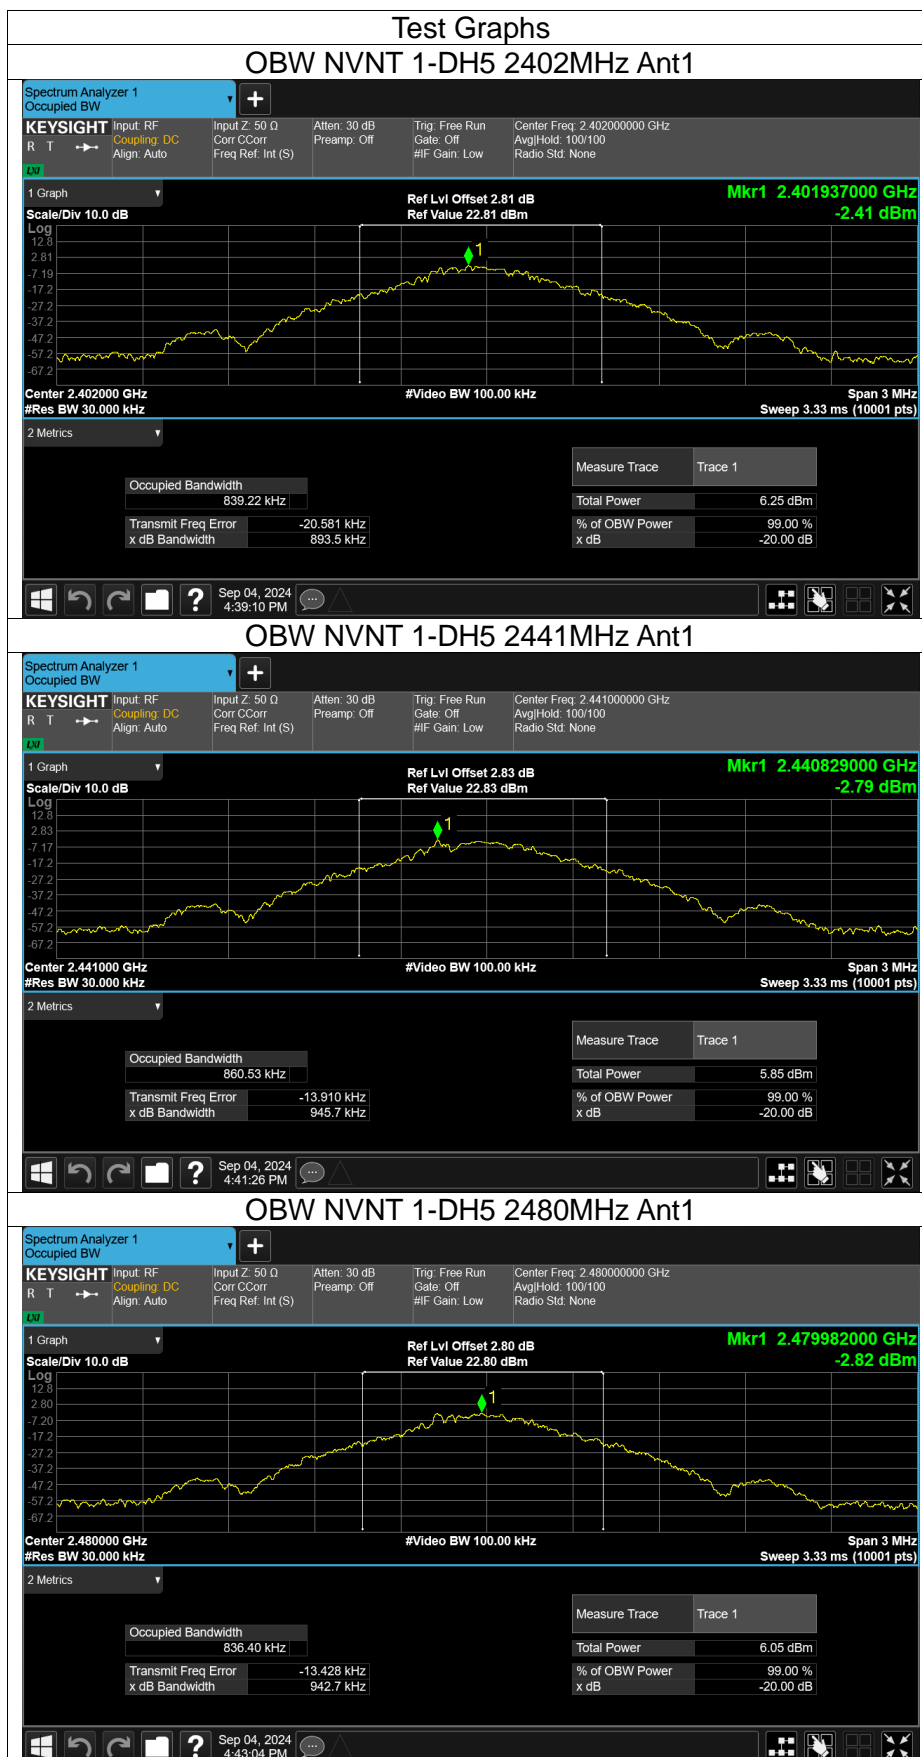 Test Graphs
OBW NVNT 1-DH5 2402MHz Ant1
Spectrum Analyzer 1
Occupied BW
KEYSIGHT Input: RF Input Z: 50 Ω Atten: 30 dB Trig: Free Run Center Freq: 2.402000000 GHz
R T Coupling: DC Corr CCorr Preamp: Off Gate: Off Avg|Hold: 100/100
Align: Auto Freq Ref: Int (S) #IF Gain: Low Radio Std: None
LXI
1 Graph Ref Lvl Offset 2.81 dB Mkr1 2.401937000 GHz
Scale/Div 10.0 dB Ref Value 22.81 dBm -2.41 dBm
Log
12.8
1
2.81
-7.19
-17.2
-27.2
-37.2
-47.2
-57.2
-67.2
Center 2.402000 GHz #Video BW 100.00 kHz Span 3 MHz
#Res BW 30.000 kHz Sweep 3.33 ms (10001 pts)
2 Metrics
Measure Trace Trace 1
Occupied Bandwidth
839.22 kHz Total Power 6.25 dBm
Transmit Freq Error -20.581 kHz % of OBW Power 99.00 %
x dB Bandwidth 893.5 kHz x dB -20.00 dB
? Sep 04, 2024
4:39:10 PM
OBW NVNT 1-DH5 2441MHz Ant1
Spectrum Analyzer 1
Occupied BW
KEYSIGHT Input: RF Input Z: 50 Ω Atten: 30 dB Trig: Free Run Center Freq: 2.441000000 GHz
R T Coupling: DC Corr CCorr Preamp: Off Gate: Off Avg|Hold: 100/100
Align: Auto Freq Ref: Int (S) #IF Gain: Low Radio Std: None
LXI
1 Graph Ref Lvl Offset 2.83 dB Mkr1 2.440829000 GHz
Scale/Div 10.0 dB Ref Value 22.83 dBm -2.79 dBm
Log
12.8
1
2.83
-7.17
-17.2
-27.2
-37.2
-47.2
-57.2
-67.2
Center 2.441000 GHz #Video BW 100.00 kHz Span 3 MHz
#Res BW 30.000 kHz Sweep 3.33 ms (10001 pts)
2 Metrics
Measure Trace Trace 1
Occupied Bandwidth
860.53 kHz Total Power 5.85 dBm
Transmit Freq Error -13.910 kHz % of OBW Power 99.00 %
x dB Bandwidth 945.7 kHz x dB -20.00 dB
? Sep 04, 2024
4:41:26 PM
OBW NVNT 1-DH5 2480MHz Ant1
Spectrum Analyzer 1
Occupied BW
KEYSIGHT Input: RF Input Z: 50 Ω Atten: 30 dB Trig: Free Run Center Freq: 2.480000000 GHz
R T Coupling: DC Corr CCorr Preamp: Off Gate: Off Avg|Hold: 100/100
Align: Auto Freq Ref: Int (S) #IF Gain: Low Radio Std: None
LXI
1 Graph Ref Lvl Offset 2.80 dB Mkr1 2.479982000 GHz
Scale/Div 10.0 dB Ref Value 22.80 dBm -2.82 dBm
Log
12.8
1
2.80
-7.20
-17.2
-27.2
-37.2
-47.2
-57.2
-67.2
Center 2.480000 GHz #Video BW 100.00 kHz Span 3 MHz
#Res BW 30.000 kHz Sweep 3.33 ms (10001 pts)
2 Metrics
Measure Trace Trace 1
Occupied Bandwidth
836.40 kHz Total Power 6.05 dBm
Transmit Freq Error -13.428 kHz % of OBW Power 99.00 %
x dB Bandwidth 942.7 kHz x dB -20.00 dB
? Sep 04, 2024
4:43:04 PM